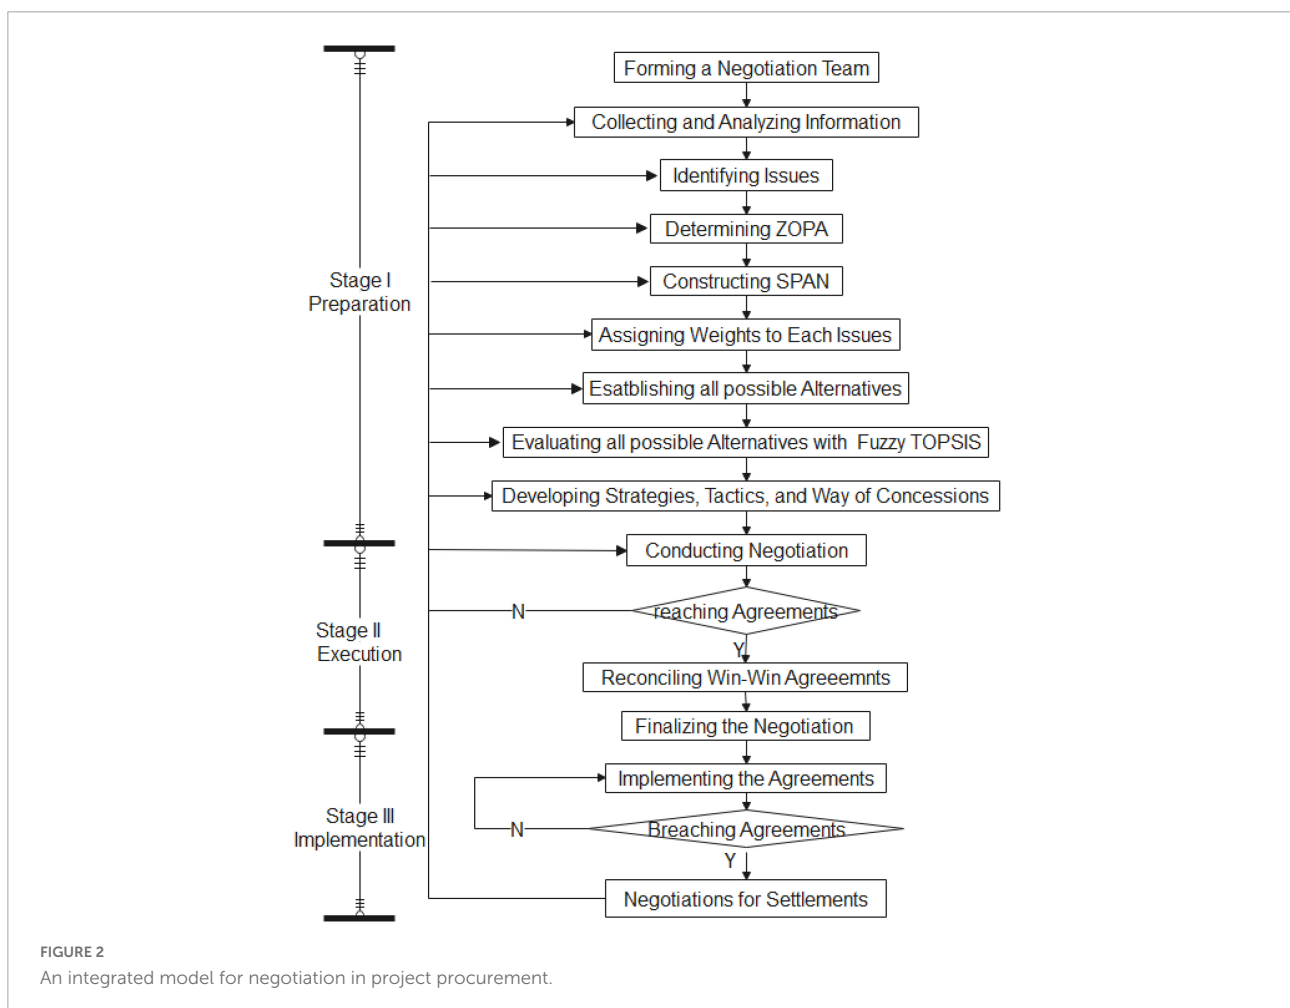 Forming a Negotiation Team
Collecting and Analyzing Information
Identifying Issues
Determining ZOPA
Stage I
Preparation
Constructing SPAN
Assigning Weights to Each Issues
Esatblishing all possible Alternatives
Evaluating all possible Alternatives with Fuzzy TOPSIS
Developing Strategies, Tactics, and Way of Concessions
Conducting Negotiation
N
reaching Agreements
Stage II
Execution
Y
Reconciling Win-Win Agreeemnts
Finalizing the Negotiation
Implementing the Agreements
Stage III
Implementation
N
Breaching Agreements
Y
Negotiations for Settlements
FIGURE 2
An integrated model for negotiation in project procurement.